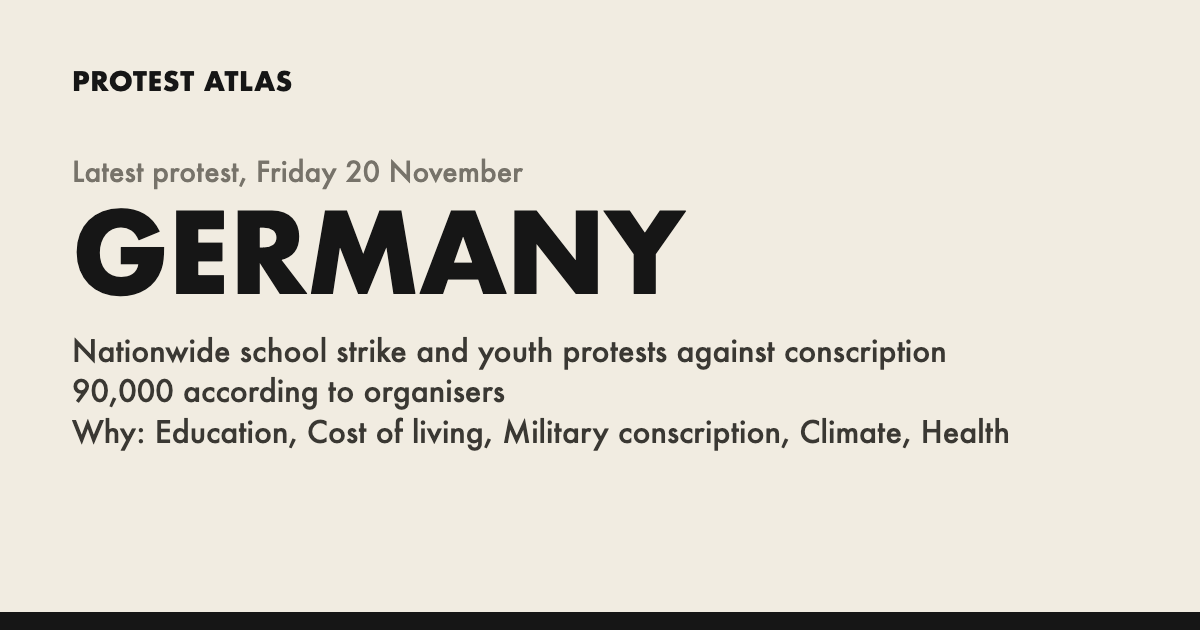 PROTEST ATLAS
Latest protest, Friday 20 November
GERMANY
Nationwide school strike and youth protests against conscription
90,000 according to organisers
Why: Education, Cost of living, Military conscription, Climate, Health